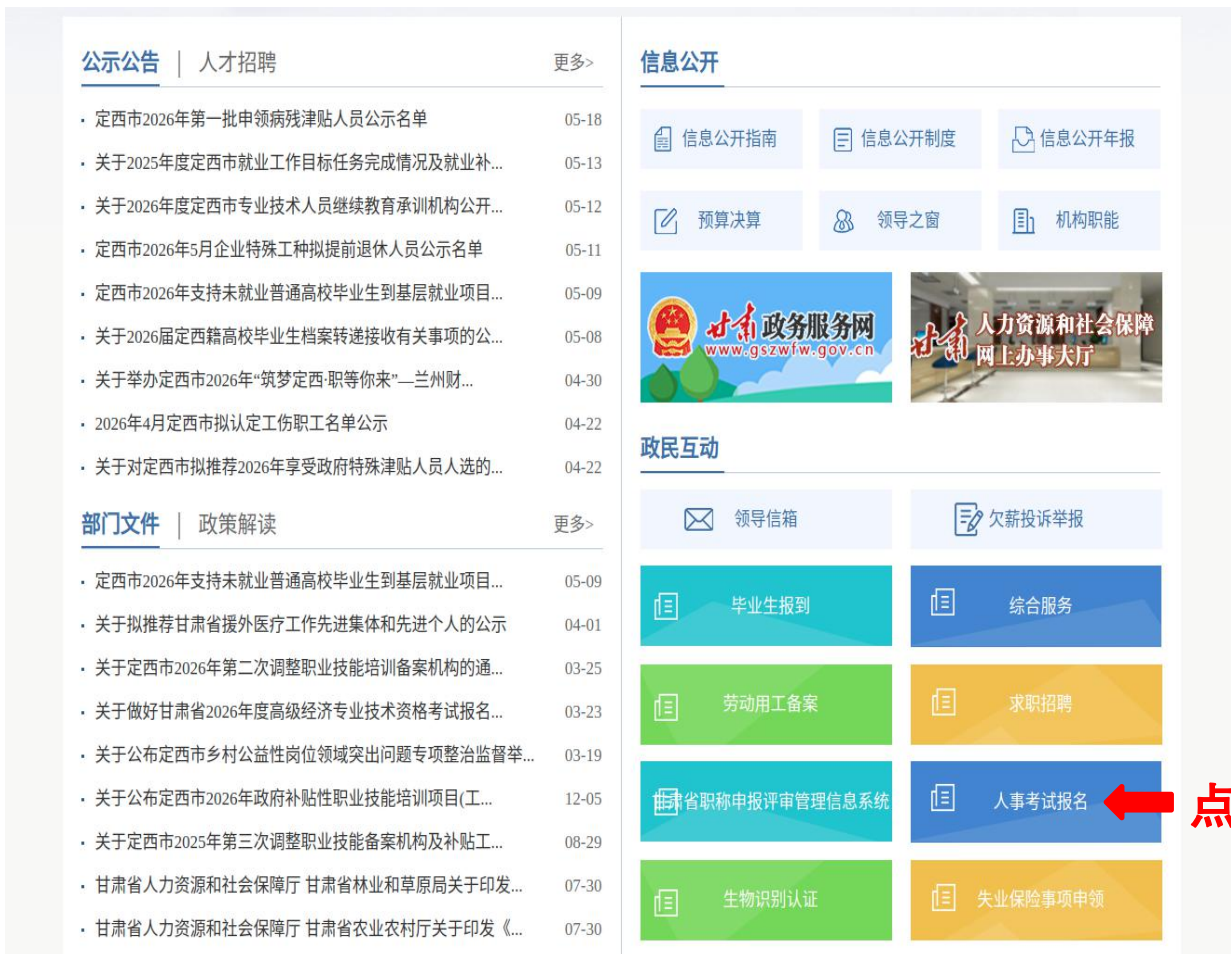 公示公告 | 人才招聘 更多>
· 定西市2026年第一批申领病残津贴人员公示名单 05-18
· 关于2025年度定西市就业工作目标任务完成情况及就业补... 05-13
· 关于2026年度定西市专业技术人员继续教育承训机构公开... 05-12
· 定西市2026年5月企业特殊工种拟提前退休人员公示名单 05-11
· 定西市2026年支持未就业普通高校毕业生到基层就业项目... 05-09
· 关于2026届定西籍高校毕业生档案转递接收有关事项的公... 05-08
· 关于举办定西市2026年“筑梦定西·职等你来”—兰州财... 04-30
· 2026年4月定西市拟认定工伤职工名单公示 04-22
· 关于对定西市拟推荐2026年享受政府特殊津贴人员人选的... 04-22
部门文件 | 政策解读 更多>
· 定西市2026年支持未就业普通高校毕业生到基层就业项目... 05-09
· 关于拟推荐甘肃省援外医疗工作先进集体和先进个人的公示 04-01
· 关于定西市2026年第二次调整职业技能培训备案机构的通... 03-25
· 关于做好甘肃省2026年度高级经济专业技术资格考试报名... 03-23
· 关于公布定西市乡村公益性岗位领域突出问题专项整治监督举... 03-19
· 关于公布定西市2026年政府补贴性职业技能培训项目(工... 12-05
· 关于定西市2025年第三次调整职业技能备案机构及补贴工... 08-29
· 甘肃省人力资源和社会保障厅 甘肃省林业和草原局关于印发... 07-30
· 甘肃省人力资源和社会保障厅 甘肃省农业农村厅关于印发《... 07-30
信息公开
信息公开指南 信息公开制度 信息公开年报
预算决算 领导之窗 机构职能
甘肃政务服务网
www.gszwfw.gov.cn
甘肃 人力资源和社会保障
网上办事大厅
政民互动
领导信箱 欠薪投诉举报
毕业生报到 综合服务
劳动用工备案 求职招聘
甘肃省职称申报评审管理信息系统 人事考试报名 点
生物识别认证 失业保险事项申领